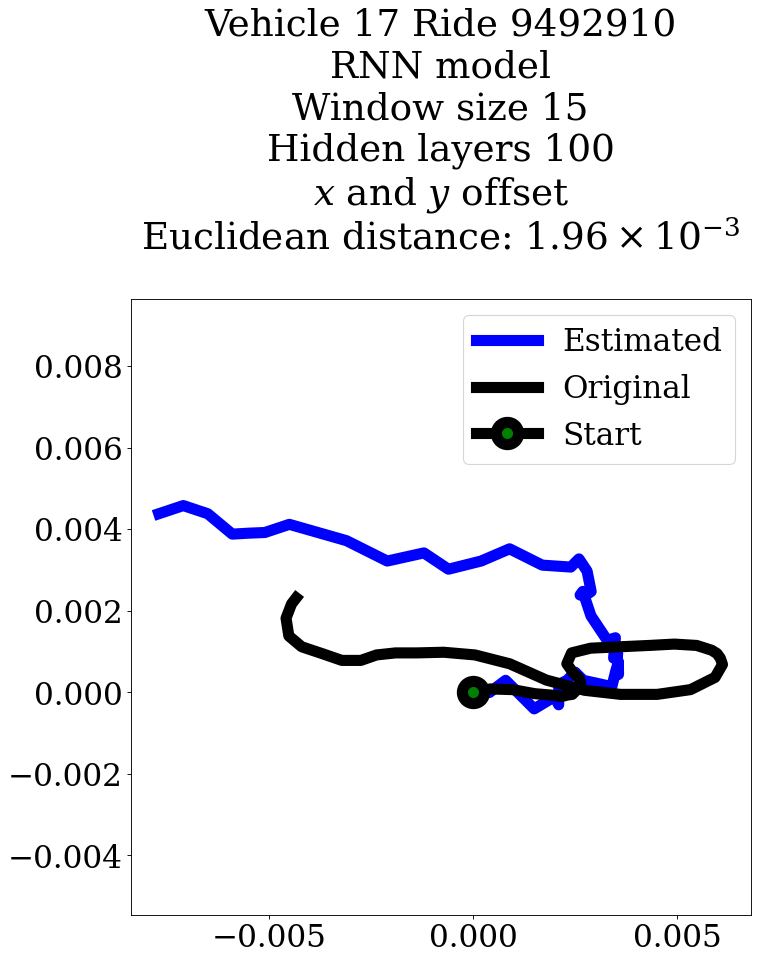 Vehicle 17 Ride 9492910
RNN model
Window size 15
Hidden layers 100
x and y offset
Euclidean distance: 1.96 × 10⁻³
Estimated
Original
Start
0.008
0.006
0.004
0.002
0.000
−0.002
−0.004
−0.005 0.000 0.005